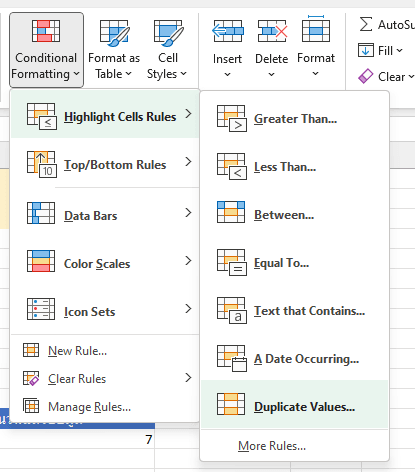 Conditional
Formatting
Format as
Table
Cell
Styles
Insert
Delete
Format
AutoSu
Fill
Clear
Highlight Cells Rules
Top/Bottom Rules
10
Data Bars
Color Scales
Icon Sets
New Rule...
Clear Rules
Manage Rules...
Greater Than...
>
Less Than...
<
Between...
Equal To...
=
Text that Contains...
a
A Date Occurring...
Duplicate Values...
More Rules...
7